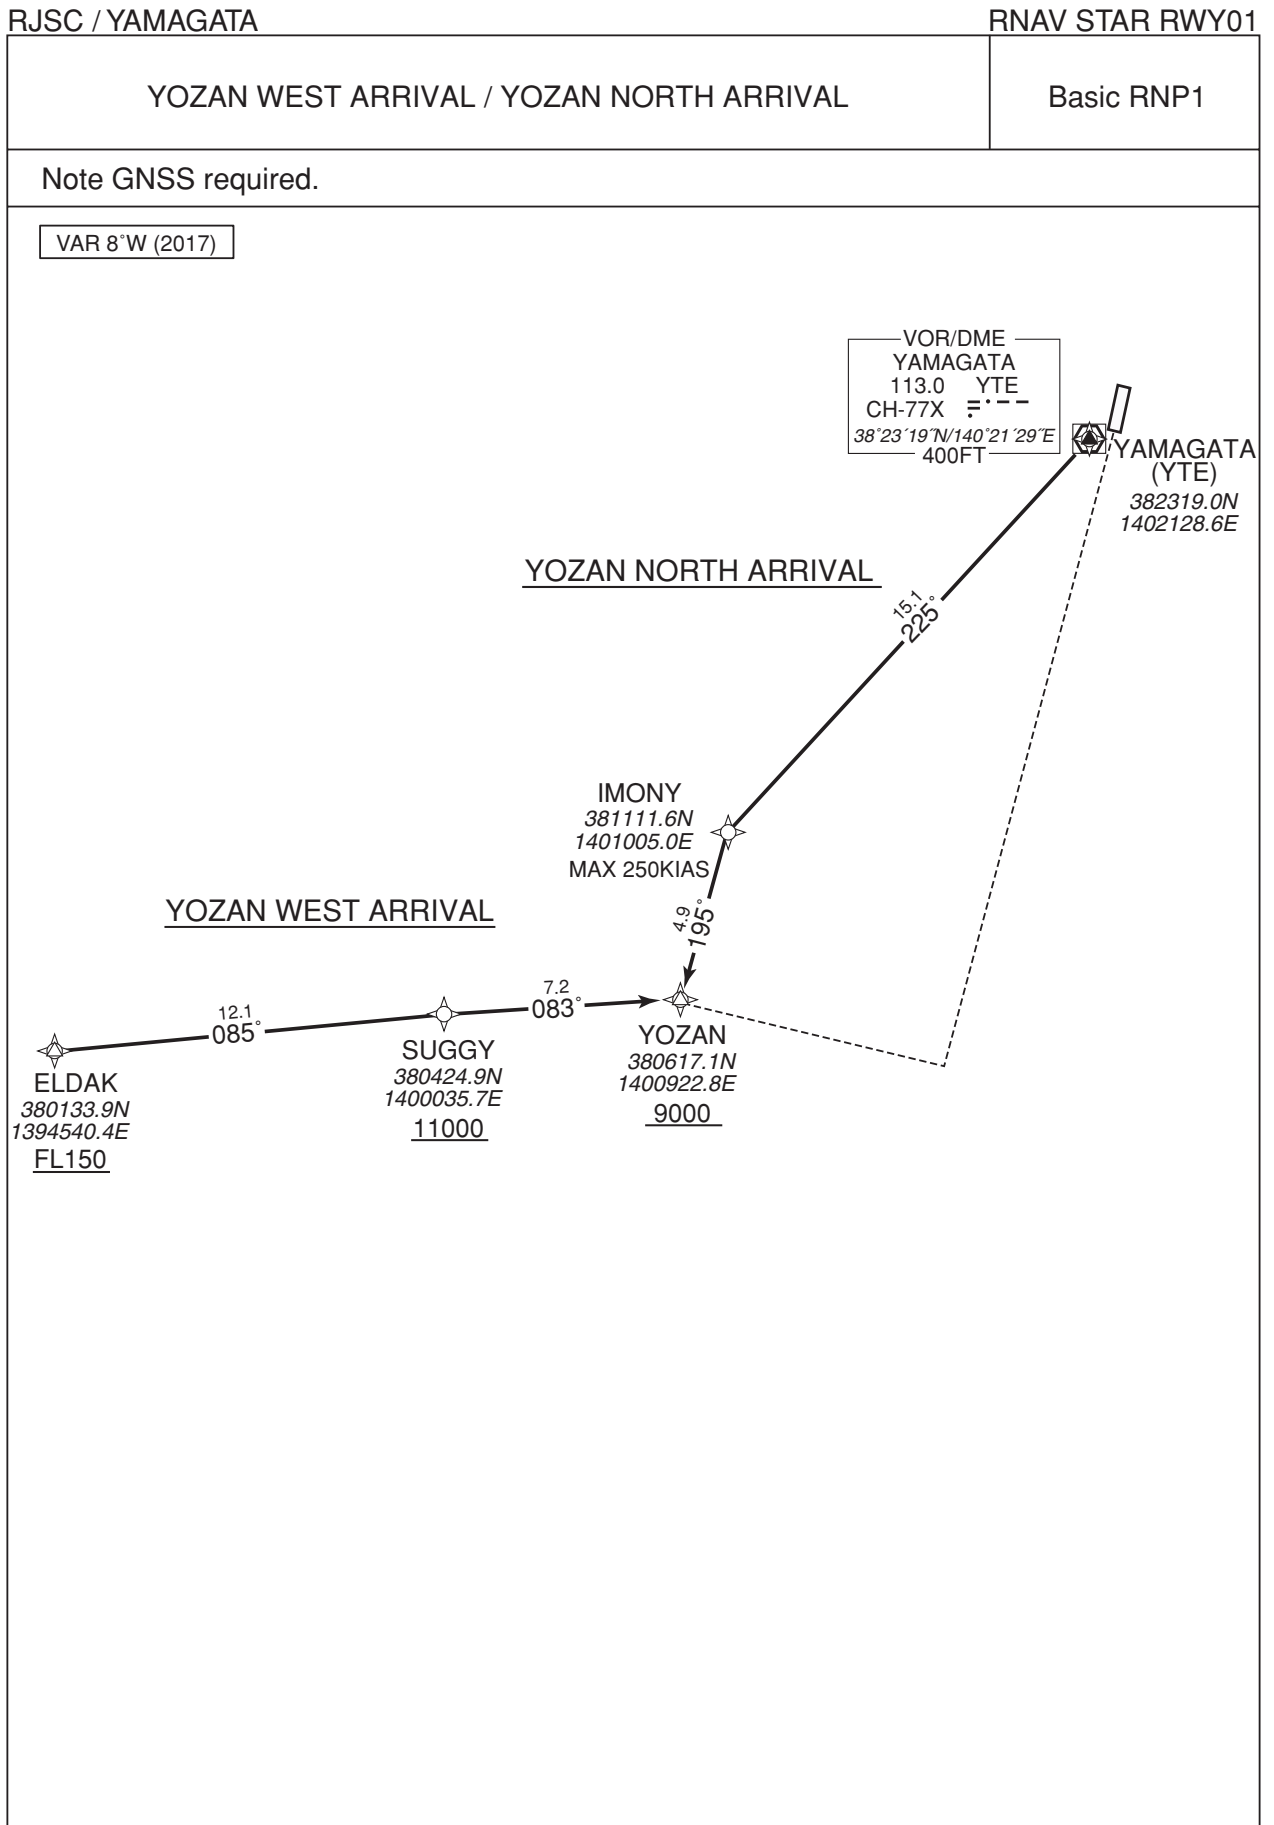 RJSC / YAMAGATA
RNAV STAR RWY01
YOZAN WEST ARRIVAL / YOZAN NORTH ARRIVAL
Basic RNP1
Note GNSS required.
VAR 8˚W (2017)
VOR/DME
YAMAGATA
113.0 YTE
CH-77X
38˚23´19˝N/140˚21´29˝E
400FT
YAMAGATA
(YTE)
382319.0N
1402128.6E
YOZAN NORTH ARRIVAL
15.1
225˚
IMONY
381111.6N
1401005.0E
MAX 250KIAS
YOZAN WEST ARRIVAL
4.9
195˚
7.2
083˚
12.1
085˚
YOZAN
380617.1N
1400922.8E
9000
SUGGY
380424.9N
1400035.7E
11000
ELDAK
380133.9N
1394540.4E
FL150